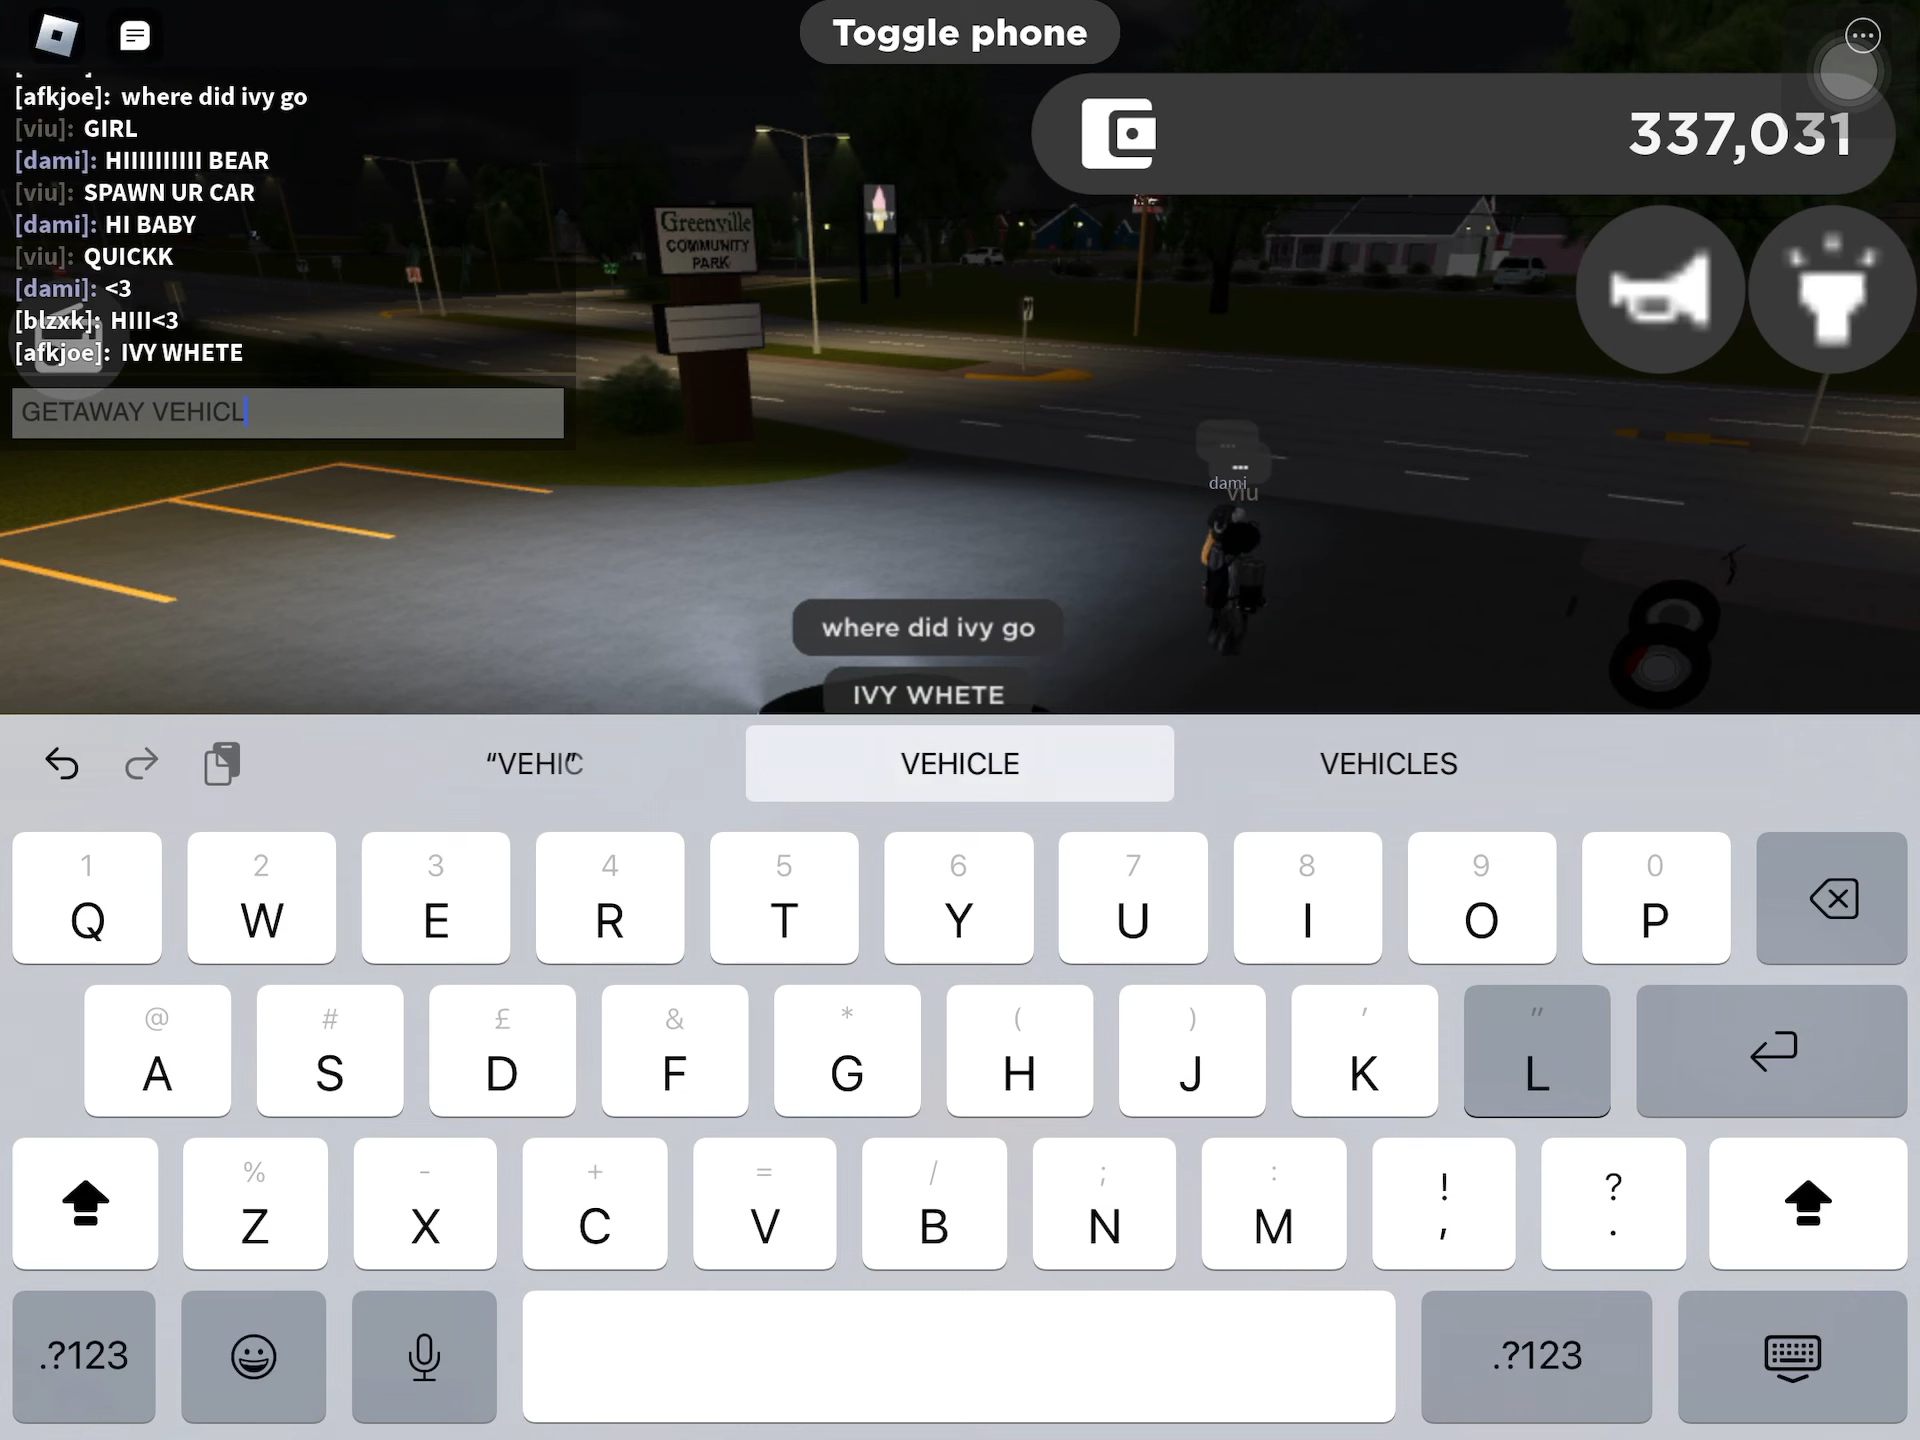 Toggle phone
[afkjoe]: where did ivy go
[viu]: GIRL
[dami]: HIIIIIIIIII BEAR
[viu]: SPAWN UR CAR
[dami]: HI BABY
[viu]: QUICKK
[dami]: <3
[blzxk]: HIII<3
[afkjoe]: IVY WHETE
GETAWAY VEHICL
337,031
Greenville
COMMUNITY
PARK
dami
viu
where did ivy go
IVY WHETE
“VEHIC” VEHICLE VEHICLES
1 2 3 4 5 6 7 8 9 0
Q W E R T Y U I O P
@ # £ & * ( ) ' "
A S D F G H J K L
% - + = / ; : ! ?
Z X C V B N M , .
.?123 .?123